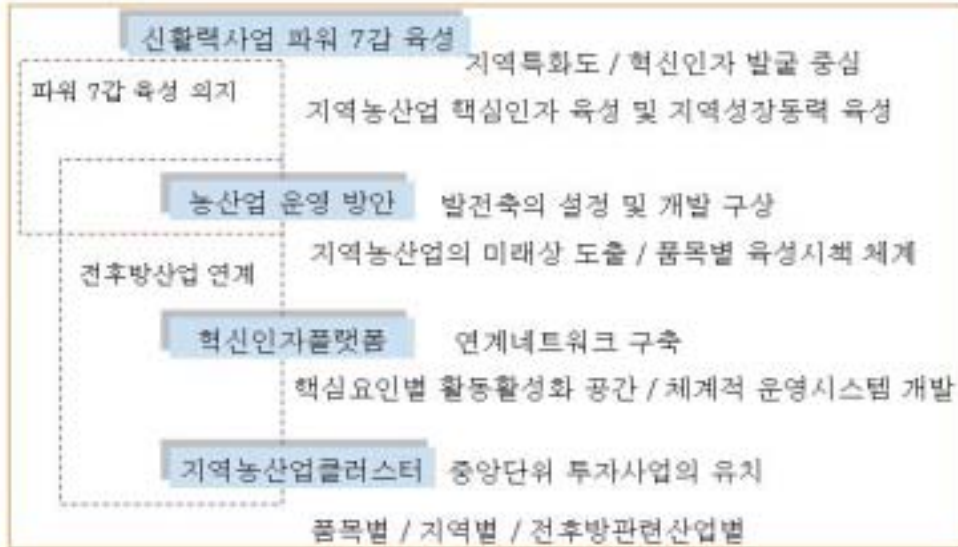 신활력사업 파워 7감 육성
지역특화도 / 혁신인자 발굴 중심
파워 7갑 육성 의지
지역농산업 핵심인자 육성 및 지역성장동력 육성
농산업 운영 방안
발전축의 설정 및 개발 구상
지역농산업의 미래상 도출 / 품목별 육성시책 체계
전후방산업 연계
혁신인자플랫폼
연계네트워크 구축
핵심요인별 활동활성화 공간 / 체계적 운영시스템 개발
지역농산업클러스터
중앙단위 투자사업의 유치
품목별 / 지역별 / 전후방관련산업별